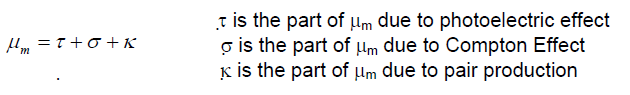 τ is the part of μm due to photoelectric effect
μm = τ + σ + κ
σ is the part of μm due to Compton Effect
κ is the part of μm due to pair production